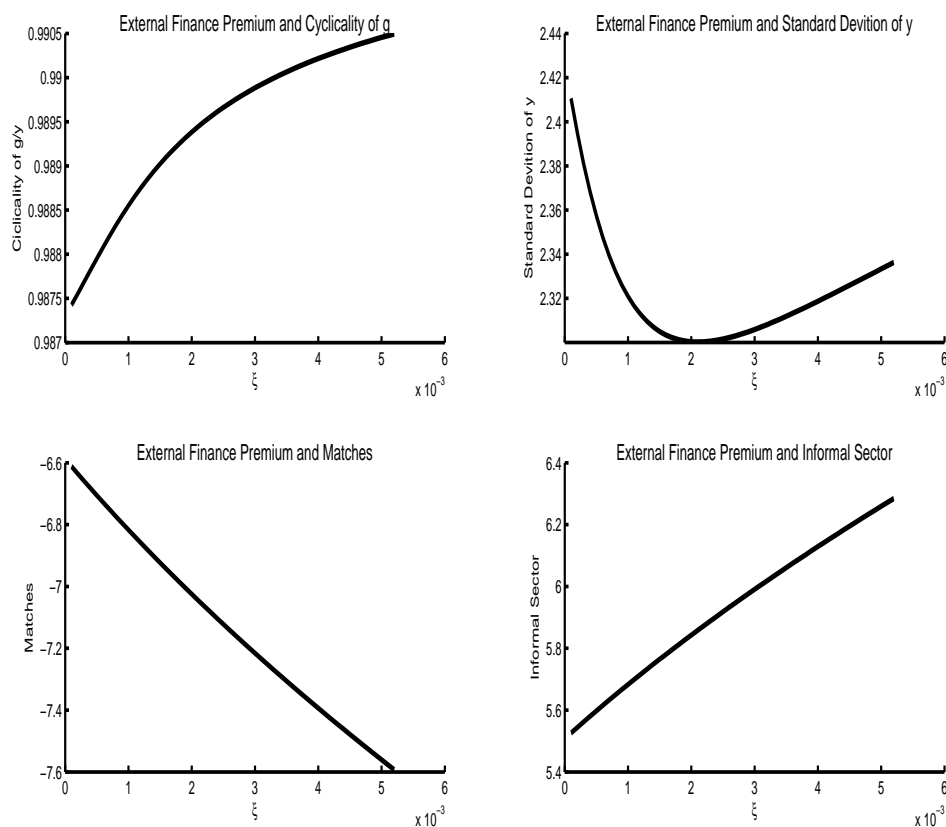 External Finance Premium and Cyclicality of g
Ciclicality of g/y
0.9905
0.99
0.9895
0.989
0.9885
0.988
0.9875
0.987
0 1 2 3 4 5 6
ξ
x 10⁻³
External Finance Premium and Standard Devition of y
Standard Devition of y
2.44
2.42
2.4
2.38
2.36
2.34
2.32
0 1 2 3 4 5 6
ξ
x 10⁻³
External Finance Premium and Matches
Matches
−6.6
−6.8
−7
−7.2
−7.4
−7.6
0 1 2 3 4 5 6
ξ
x 10⁻³
External Finance Premium and Informal Sector
Informal Sector
6.4
6.2
6
5.8
5.6
5.4
0 1 2 3 4 5 6
ξ
x 10⁻³